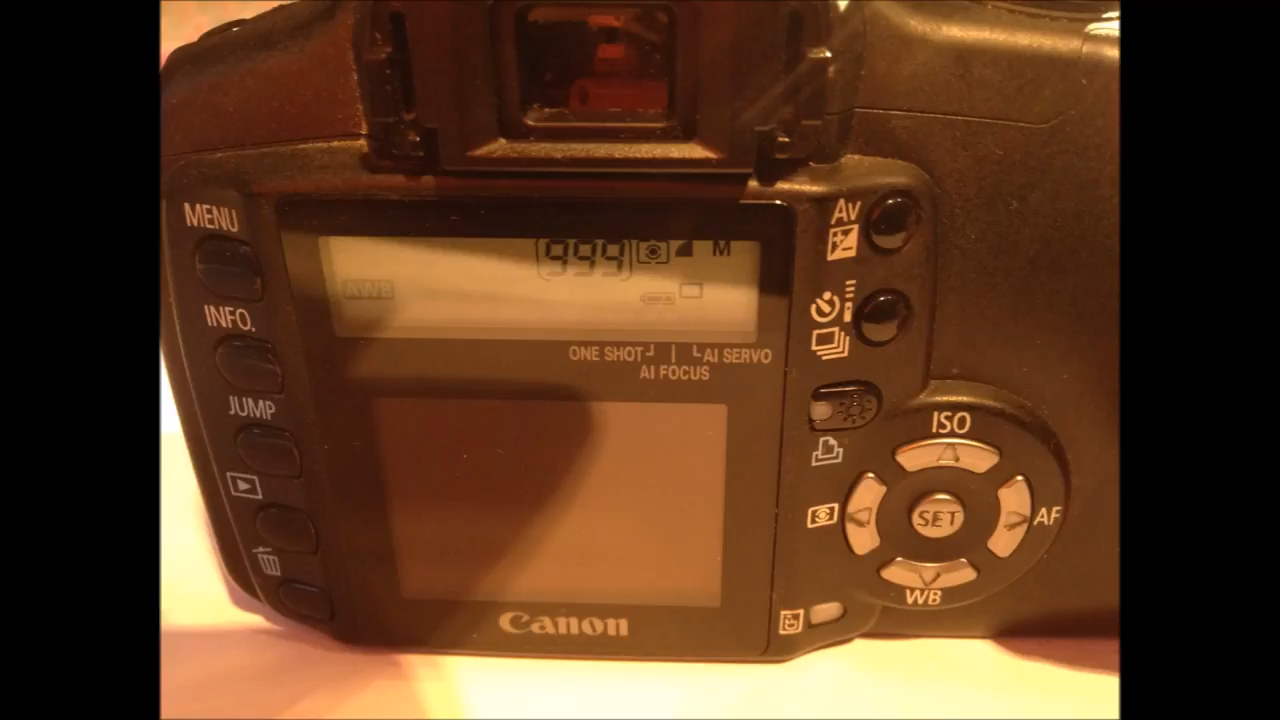 MENU
INFO.
JUMP
[999] M
AWB
ONE SHOT AI SERVO
AI FOCUS
Av
ISO
SET
AF
WB
Canon